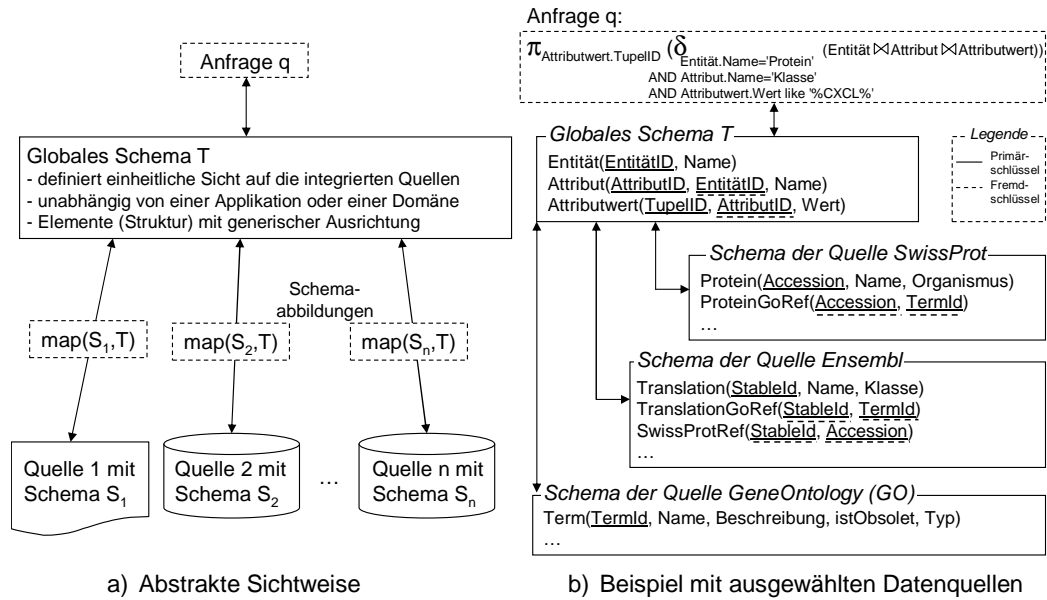 Anfrage q
Globales Schema T
- definiert einheitliche Sicht auf die integrierten Quellen
- unabhängig von einer Applikation oder einer Domäne
- Elemente (Struktur) mit generischer Ausrichtung
Schema-
abbildungen
map(S1,T)
map(S2,T)
map(Sn,T)
Quelle 1 mit
Schema S1
Quelle 2 mit
Schema S2
…
Quelle n mit
Schema Sn
a) Abstrakte Sichtweise
Anfrage q:
π Attributwert.TupelID (δ Entität.Name='Protein' (Entität ⋈ Attribut ⋈ Attributwert))
AND Attribut.Name='Klasse'
AND Attributwert.Wert like '%CXCL%'
Globales Schema T
Entität(EntitätID, Name)
Attribut(AttributID, EntitätID, Name)
Attributwert(TupelID, AttributID, Wert)
Legende
Primär-
schlüssel
Fremd-
schlüssel
Schema der Quelle SwissProt
Protein(Accession, Name, Organismus)
ProteinGoRef(Accession, TermId)
…
Schema der Quelle Ensembl
Translation(StableId, Name, Klasse)
TranslationGoRef(StableId, TermId)
SwissProtRef(StableId, Accession)
…
Schema der Quelle GeneOntology (GO)
Term(TermId, Name, Beschreibung, istObsolet, Typ)
…
b) Beispiel mit ausgewählten Datenquellen